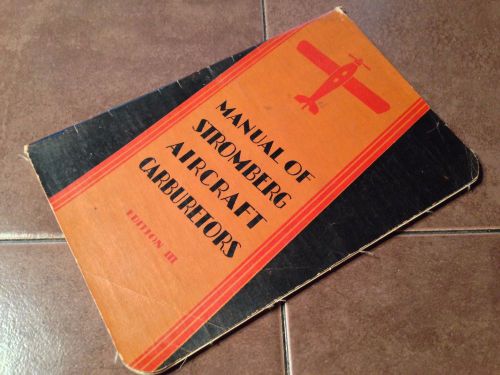 MANUAL OF
STROMBERG
AIRCRAFT
CARBURETORS
EDITION III